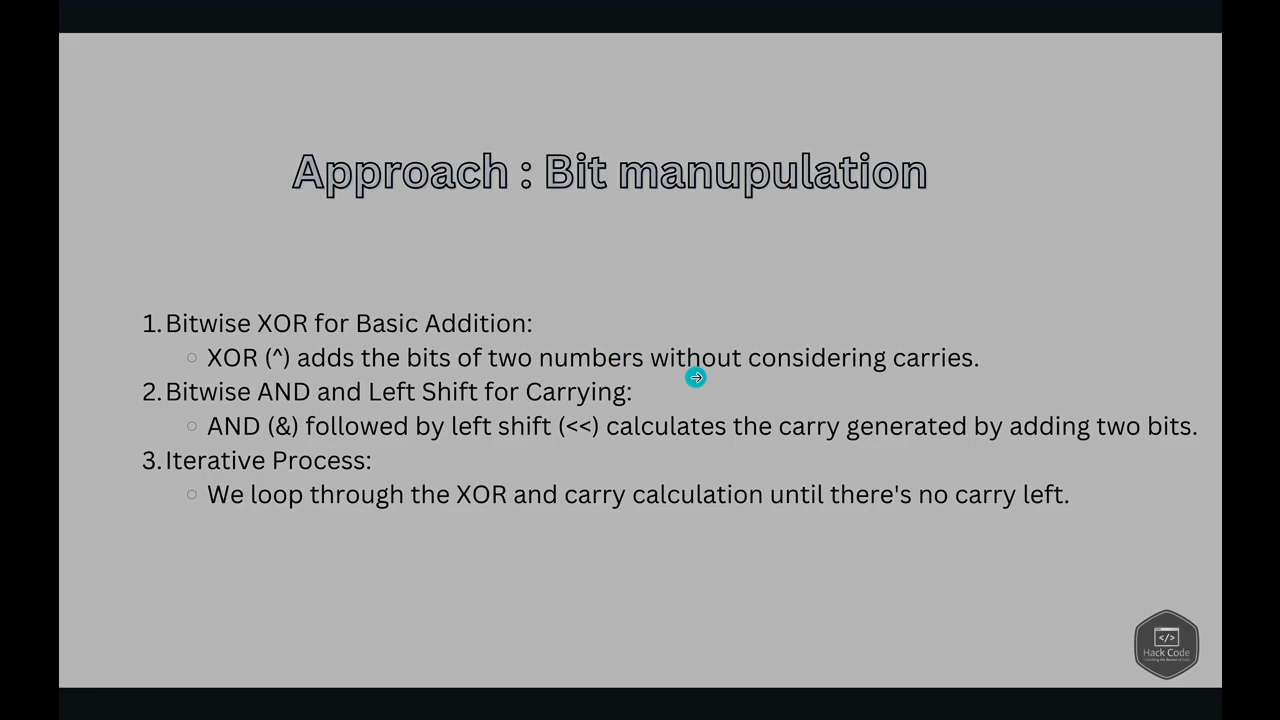 Approach : Bit manupulation
1. Bitwise XOR for Basic Addition:
XOR (^) adds the bits of two numbers without considering carries.
2. Bitwise AND and Left Shift for Carrying:
AND (&) followed by left shift (<<) calculates the carry generated by adding two bits.
3. Iterative Process:
We loop through the XOR and carry calculation until there's no carry left.
</>
Hack Code